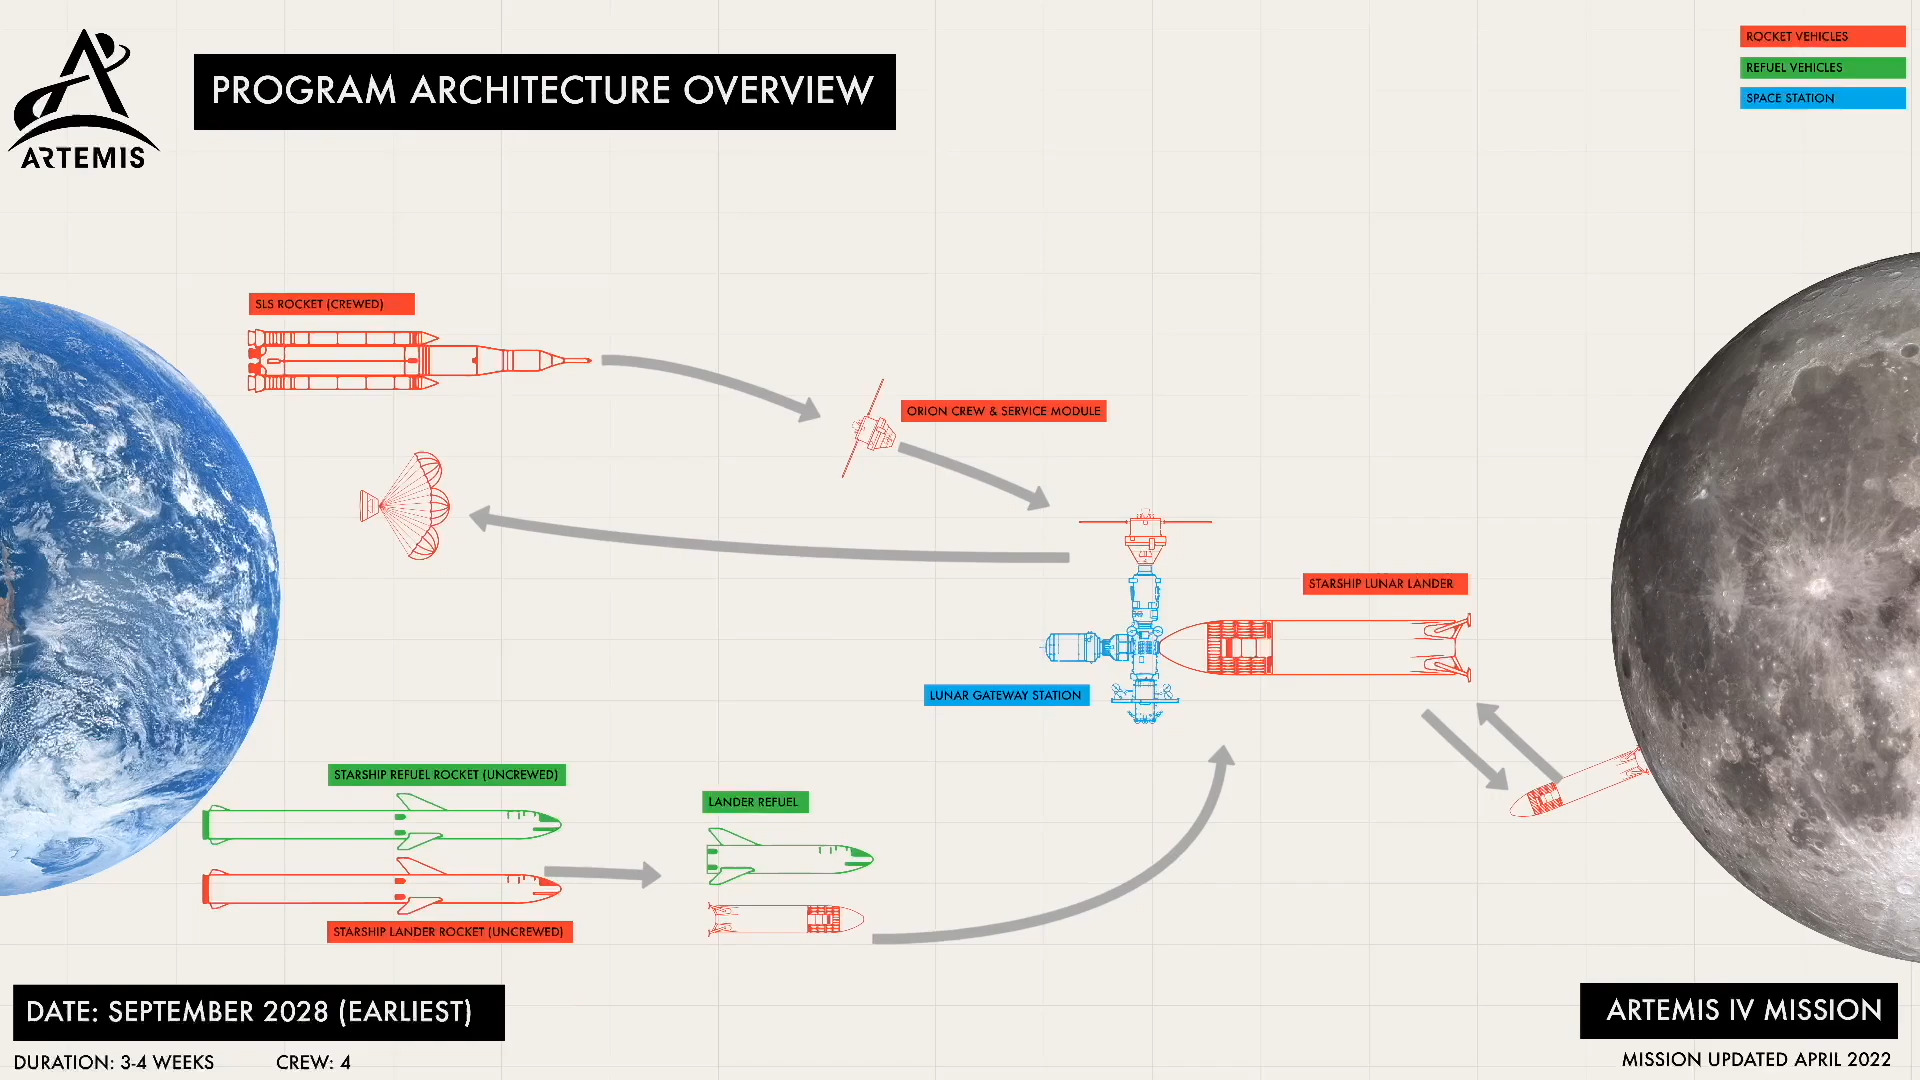 ARTEMIS
PROGRAM ARCHITECTURE OVERVIEW
ROCKET VEHICLES
REFUEL VEHICLES
SPACE STATION
SLS ROCKET (CREWED)
ORION CREW & SERVICE MODULE
STARSHIP LUNAR LANDER
LUNAR GATEWAY STATION
STARSHIP REFUEL ROCKET (UNCREWED)
LANDER REFUEL
STARSHIP LANDER ROCKET (UNCREWED)
DATE: SEPTEMBER 2028 (EARLIEST)
DURATION: 3-4 WEEKS CREW: 4
ARTEMIS IV MISSION
MISSION UPDATED APRIL 2022